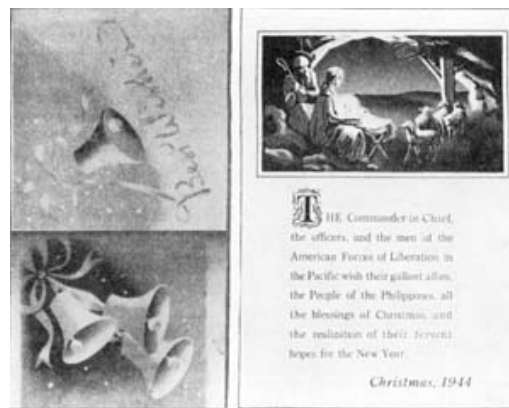 Best Wishes
THE Commander in Chief,
the officers, and the men of the
American Forces of Liberation in
the Pacific wish their gallant allies,
the People of the Philippines, all
the blessings of Christmas, and
the realization of their fervent
hopes for the New Year
Christmas, 1944